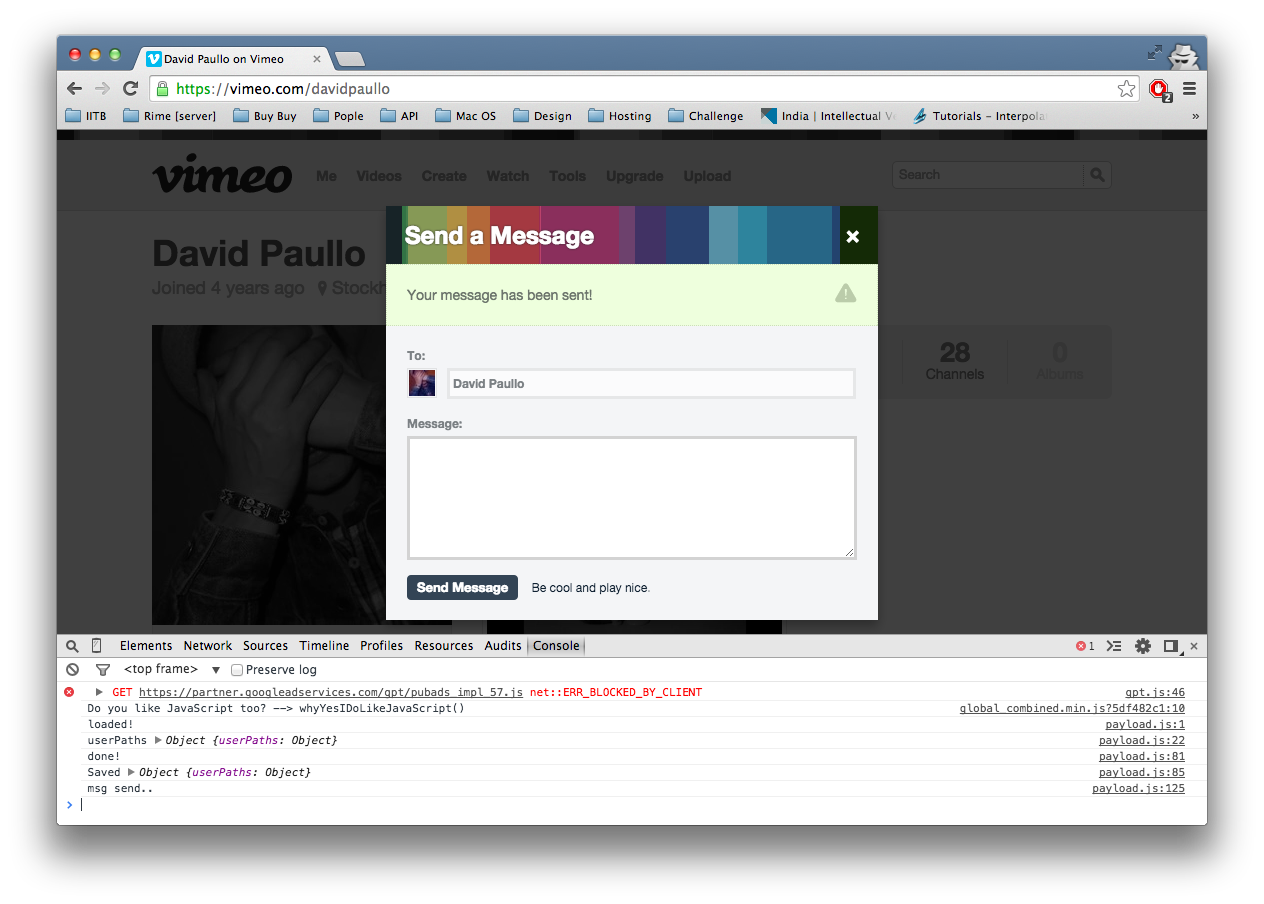 David Paullo on Vimeo
https://vimeo.com/davidpaullo
2
IITB Rime [server] Buy Buy Pople API Mac OS Design Hosting Challenge India | Intellectual Tutorials - Interpola »
vimeo Me Videos Create Watch Tools Upgrade Upload Search
Send a Message
David Paullo
Joined 4 years ago
Your message has been sent!
To:
David Paullo
28 0
Channels Albums
Message:
Send Message Be cool and play nice.
Elements Network Sources Timeline Profiles Resources Audits Console 1
<top frame> Preserve log
GET https://partner.googleadservices.com/gpt/pubads_impl_57.js net::ERR_BLOCKED_BY_CLIENT gpt.js:46
Do you like JavaScript too? --> whyYesIDoLikeJavaScript() global_combined.min.js?5df482c1:10
loaded! payload.js:1
userPaths Object {userPaths: Object} payload.js:22
done! payload.js:81
Saved Object {userPaths: Object} payload.js:85
msg send.. payload.js:125
>